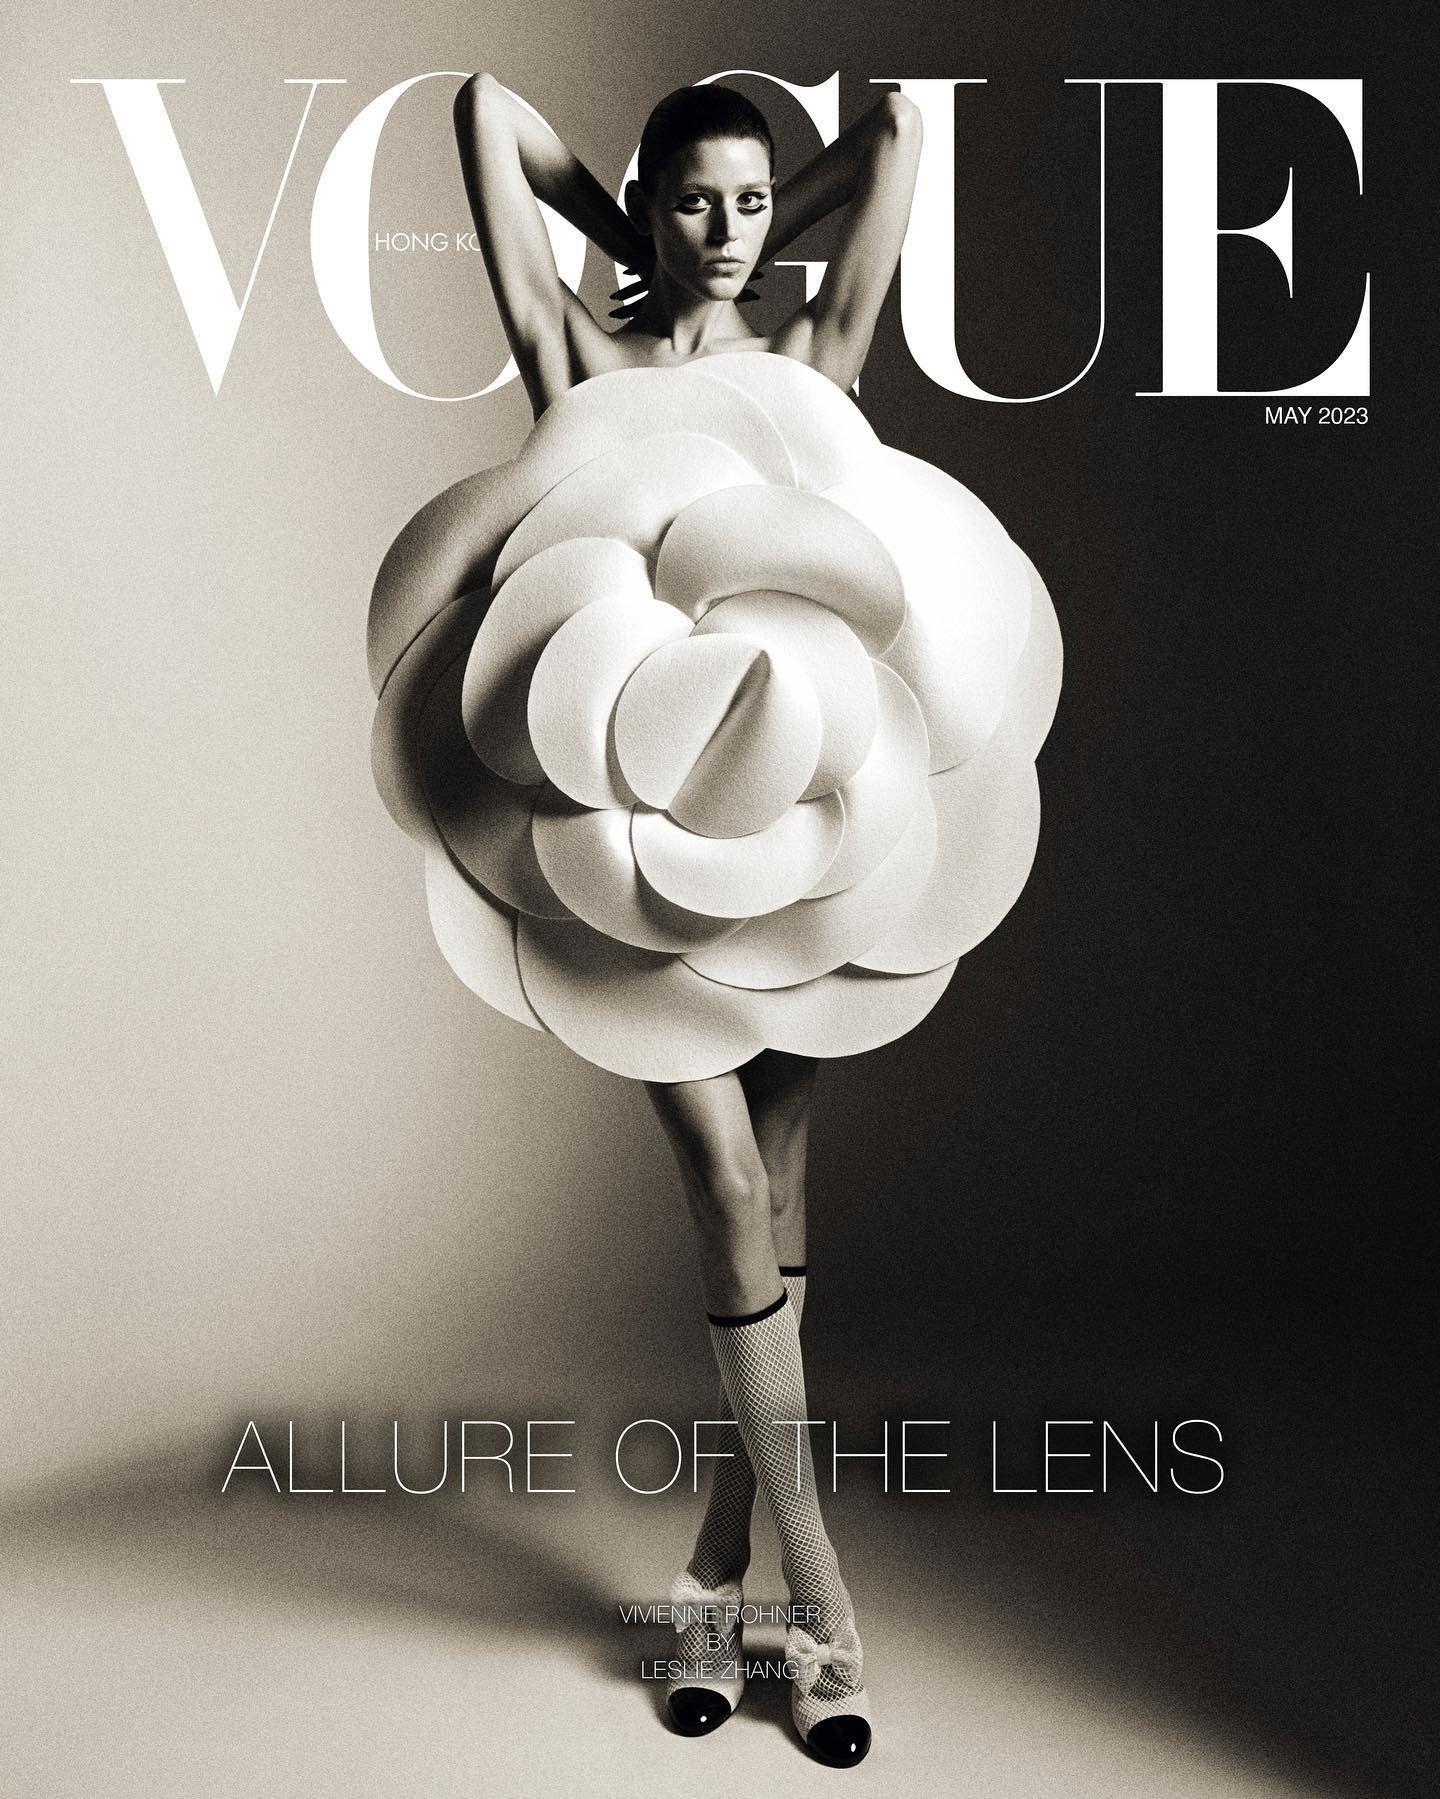 VOGUE
HONG KO
MAY 2023
ALLURE OF THE LENS
VIVIENNE ROHNER
BY
LESLIE ZHANG